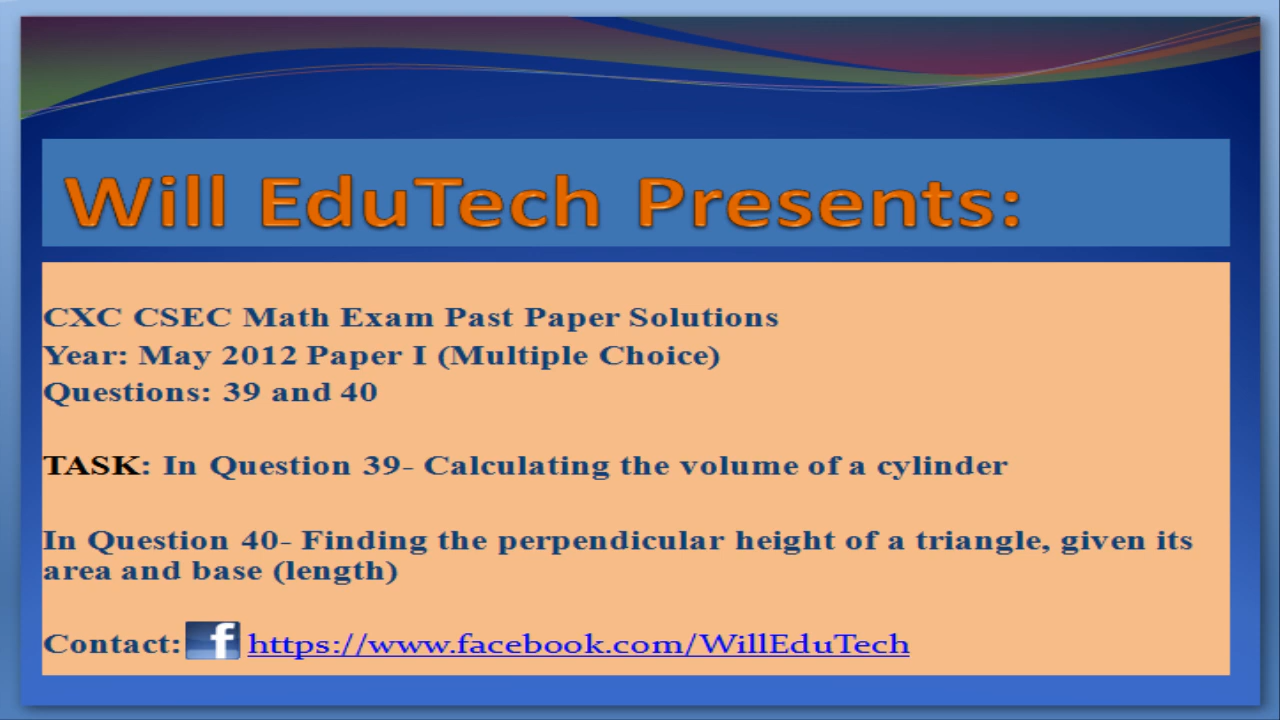 Will EduTech Presents:
CXC CSEC Math Exam Past Paper Solutions
Year: May 2012 Paper I (Multiple Choice)
Questions: 39 and 40
TASK: In Question 39- Calculating the volume of a cylinder
In Question 40- Finding the perpendicular height of a triangle, given its
area and base (length)
Contact: f https://www.facebook.com/WillEduTech